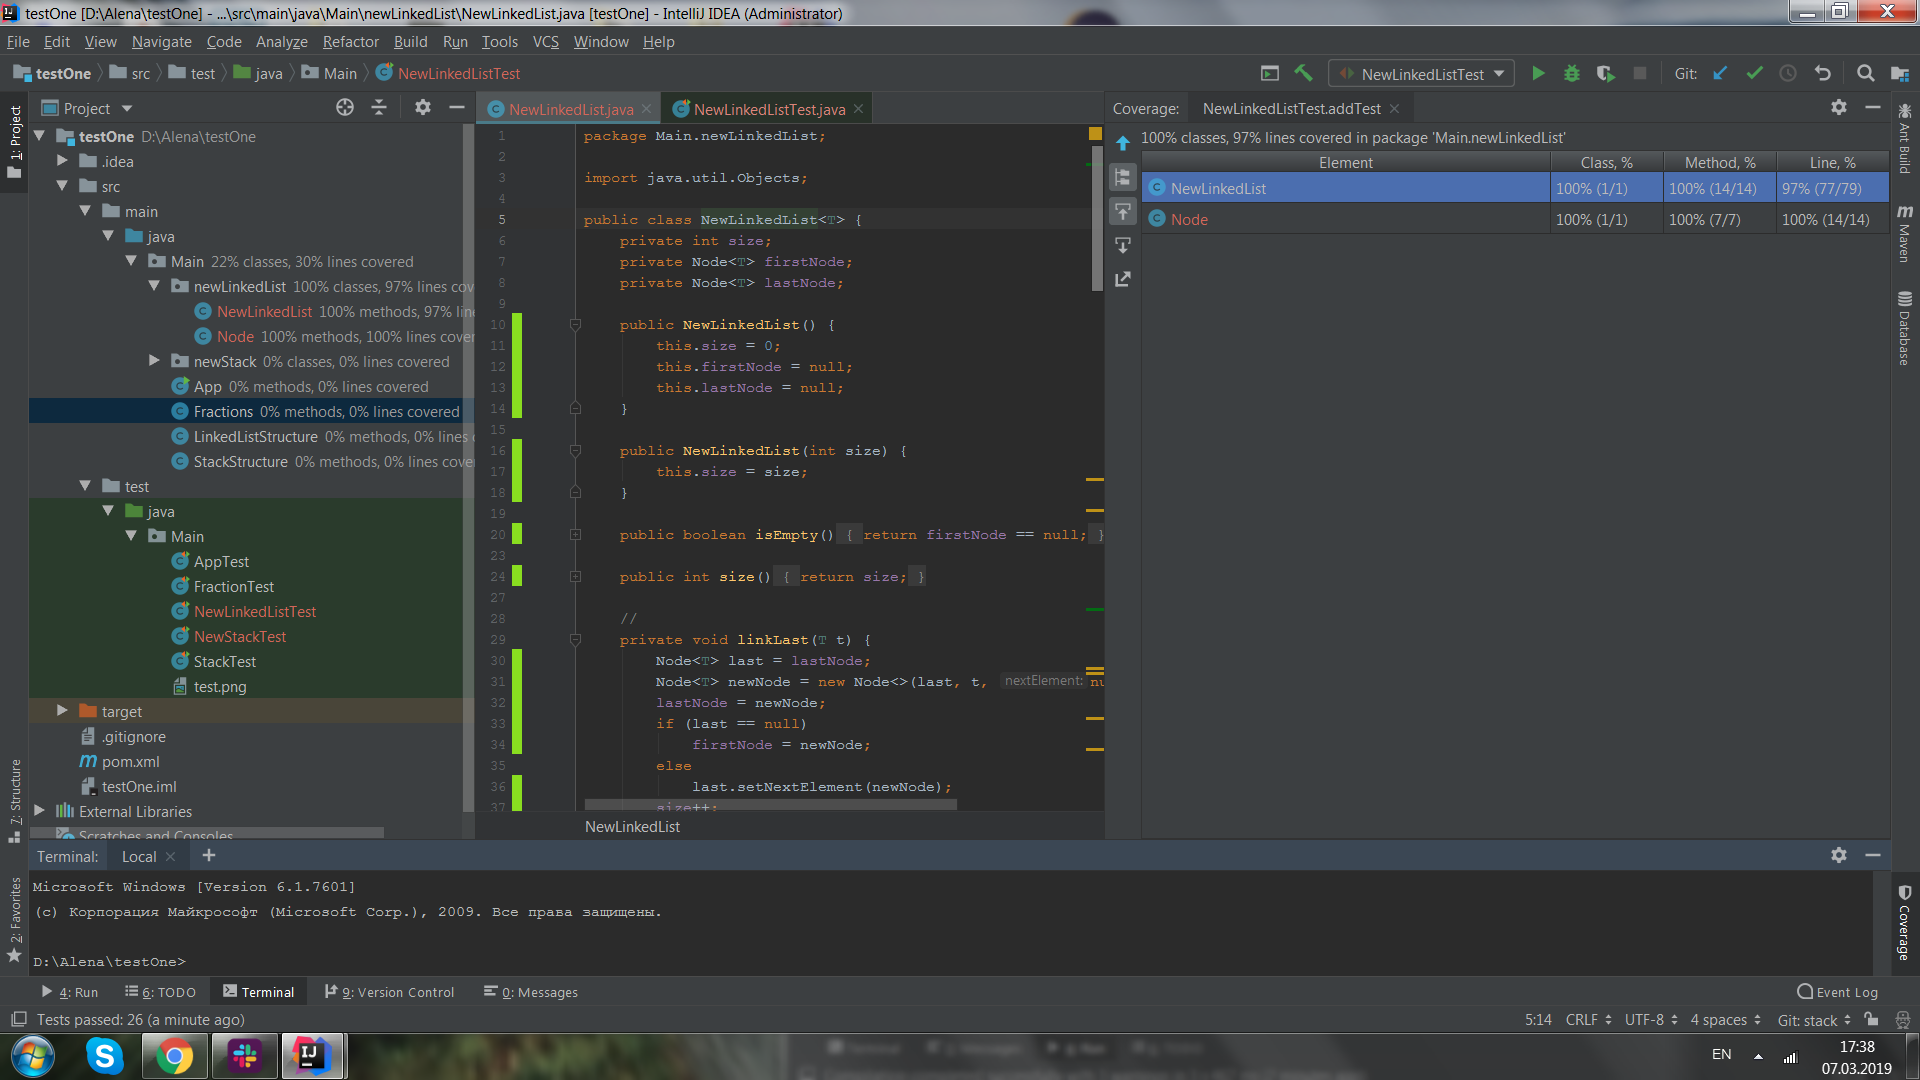 testOne [D:\Alena\testOne] - ...\src\main\java\Main\newLinkedList\NewLinkedList.java [testOne] - IntelliJ IDEA (Administrator)
File Edit View Navigate Code Analyze Refactor Build Run Tools VCS Window Help
testOne src test java Main NewLinkedListTest
NewLinkedListTest Git:
1: Project
7: Structure
2: Favorites
Project
testOne D:\Alena\testOne
.idea
src
main
java
Main 22% classes, 30% lines covered
newLinkedList 100% classes, 97% lines cov
NewLinkedList 100% methods, 97% line
Node 100% methods, 100% lines cover
newStack 0% classes, 0% lines covered
App 0% methods, 0% lines covered
Fractions 0% methods, 0% lines covered
LinkedListStructure 0% methods, 0% lines c
StackStructure 0% methods, 0% lines cove
test
java
Main
AppTest
FractionTest
NewLinkedListTest
NewStackTest
StackTest
test.png
target
.gitignore
pom.xml
testOne.iml
External Libraries
Scratches and Consoles
NewLinkedList.java NewLinkedListTest.java
1 package Main.newLinkedList;
2
3 import java.util.Objects;
4
5 public class NewLinkedList<T> {
6 private int size;
7 private Node<T> firstNode;
8 private Node<T> lastNode;
9
10 public NewLinkedList() {
11 this.size = 0;
12 this.firstNode = null;
13 this.lastNode = null;
14 }
15
16 public NewLinkedList(int size) {
17 this.size = size;
18 }
19
20 public boolean isEmpty() { return firstNode == null; }
23
24 public int size() { return size; }
27
28 //
29 private void linkLast(T t) {
30 Node<T> last = lastNode;
31 Node<T> newNode = new Node<>(last, t, nextElement: nu
32 lastNode = newNode;
33 if (last == null)
34 firstNode = newNode;
35 else
36 last.setNextElement(newNode);
37 size++;
NewLinkedList
Coverage: NewLinkedListTest.addTest
100% classes, 97% lines covered in package 'Main.newLinkedList'
Element Class, % Method, % Line, %
NewLinkedList 100% (1/1) 100% (14/14) 97% (77/79)
Node 100% (1/1) 100% (7/7) 100% (14/14)
Ant Build
Maven
Database
Coverage
Terminal: Local
Microsoft Windows [Version 6.1.7601]
(c) Корпорация Майкрософт (Microsoft Corp.), 2009. Все права защищены.
D:\Alena\testOne>
4: Run 6: TODO Terminal 9: Version Control 0: Messages Event Log
Tests passed: 26 (a minute ago) 5:14 CRLF UTF-8 4 spaces Git: stack
EN 17:38
07.03.2019